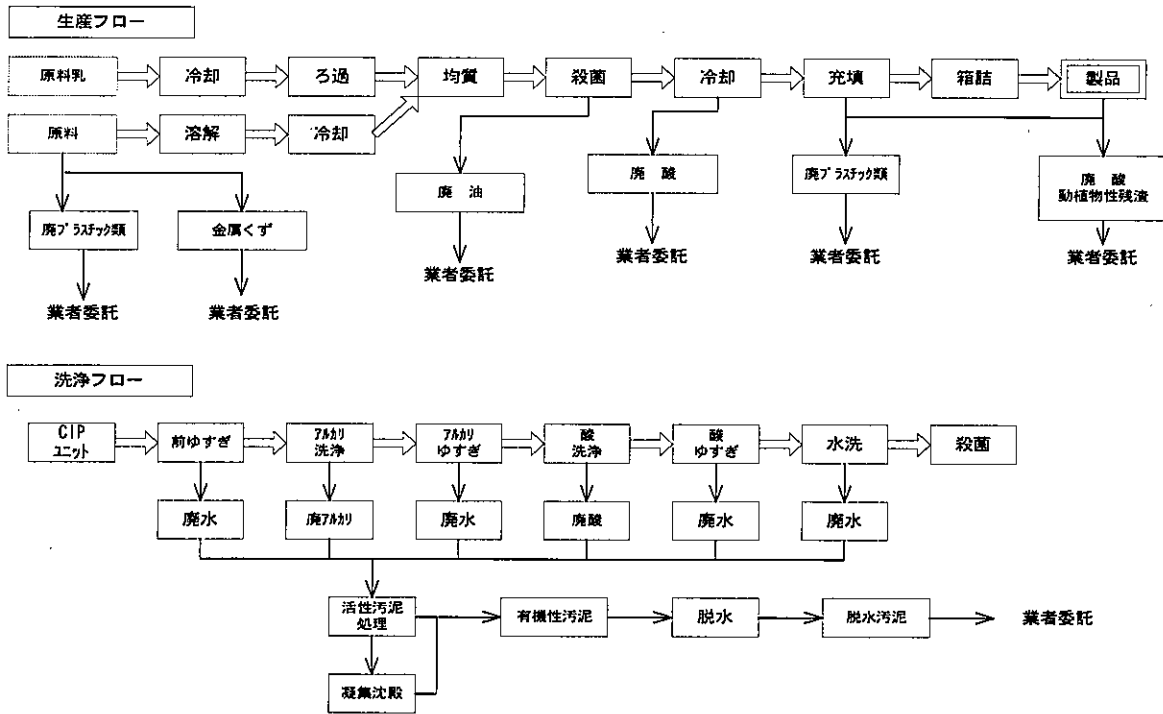 生産フロー
原料乳
冷却
ろ過
均質
殺菌
冷却
充填
箱詰
製品
原料
溶解
冷却
廃油
廃酸
廃プラスチック類
廃酸
動植物性残渣
廃プラスチック類
金属くず
業者委託
業者委託
業者委託
業者委託
業者委託
業者委託
洗浄フロー
CIP
ユニット
前ゆすぎ
アルカリ
洗浄
アルカリ
ゆすぎ
酸
洗浄
酸
ゆすぎ
水洗
殺菌
廃水
廃アルカリ
廃水
廃酸
廃水
廃水
活性汚泥
処理
有機性汚泥
脱水
脱水汚泥
業者委託
凝集沈殿